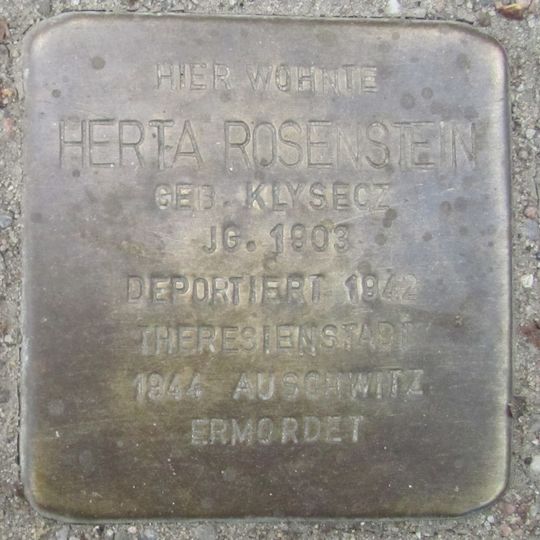 HIER WOHNTE
HERTA ROSENSTEIN
GEB. KLYSECZ
JG. 1903
DEPORTIERT 1942
THERESIENSTADT
1944 AUSCHWITZ
ERMORDET